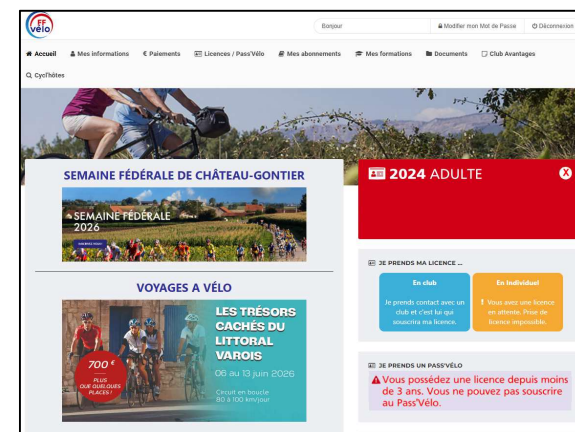 FF
vélo
Bonjour
Modifier mon Mot de Passe
Déconnexion
Accueil
Mes informations
€ Paiements
Licences / Pass'Vélo
Mes abonnements
Mes formations
Documents
Club Avantages
Cycl'hôtes
SEMAINE FÉDÉRALE DE CHÂTEAU-GONTIER
SEMAINE FÉDÉRALE
2026
VOYAGES A VÉLO
LES TRÉSORS
CACHÉS DU
LITTORAL
VAROIS
06 au 13 juin 2026
Circuit en boucle
80 à 100 km/jour
700 €
PLUS
QUE QUELQUES
PLACES !
2024 ADULTE
X
JE PRENDS MA LICENCE ...
En club
Je prends contact avec un
club et c'est lui qui
souscrira ma licence.
En Individuel
! Vous avez une licence
en attente. Prise de
licence impossible.
JE PRENDS UN PASS'VÉLO
Vous possédez une licence depuis moins
de 3 ans. Vous ne pouvez pas souscrire
au Pass'Vélo.